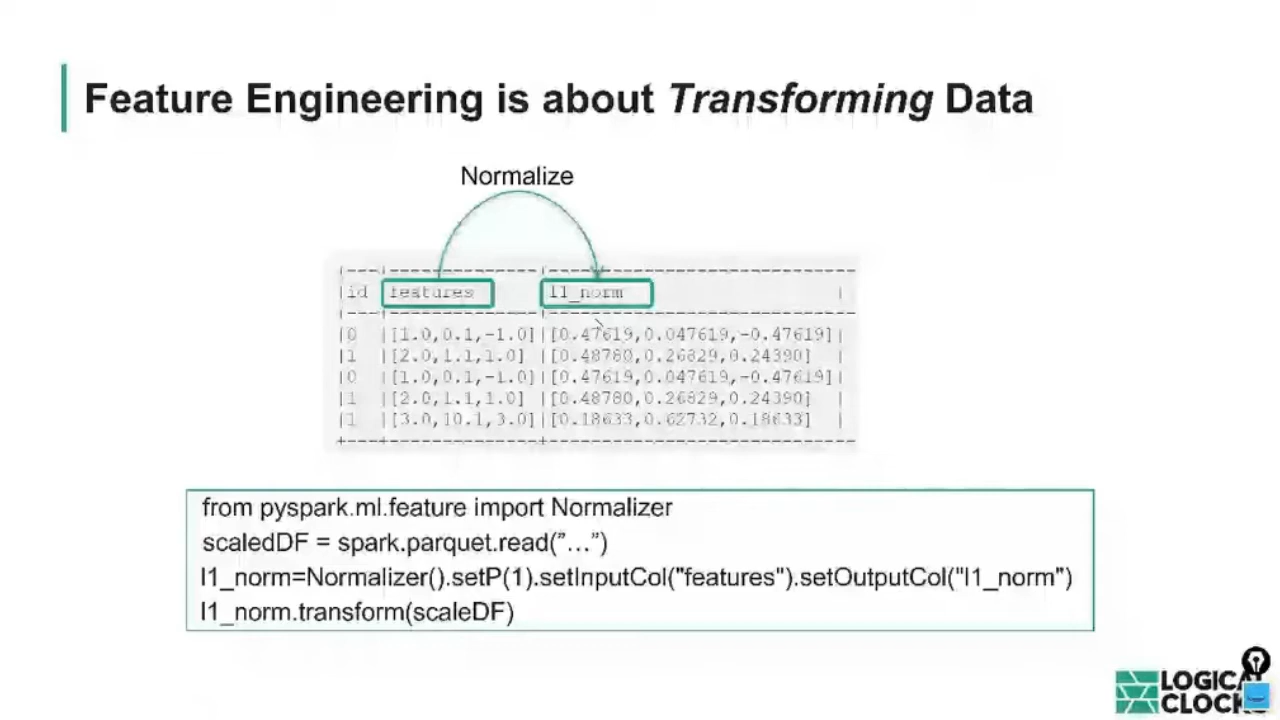 Feature Engineering is about Transforming Data
Normalize
|id |features |l1_norm |
|0 |[1.0,0.1,-1.0]|[0.47619,0.047619,-0.47619]|
|1 |[2.0,1.1,1.0] |[0.48780,0.26829,0.24390] |
|0 |[1.0,0.1,-1.0]|[0.47619,0.047619,-0.47619]|
|1 |[2.0,1.1,1.0] |[0.48780,0.26829,0.24390] |
|1 |[3.0,10.1,3.0]|[0.18633,0.62732,0.18633] |
from pyspark.ml.feature import Normalizer
scaledDF = spark.parquet.read(”…”)
l1_norm=Normalizer().setP(1).setInputCol("features").setOutputCol("l1_norm")
l1_norm.transform(scaleDF)
LOGICAL
CLOCKS